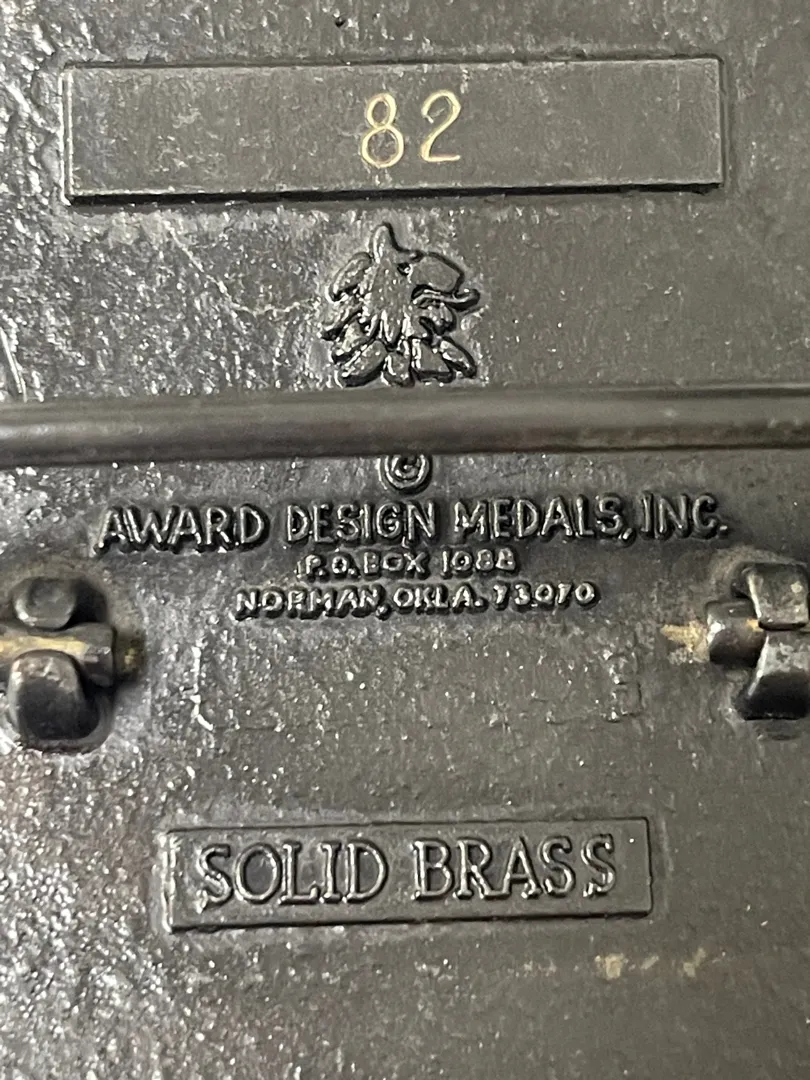 82
©
AWARD DESIGN MEDALS, INC.
P.O. BOX 1088
NORMAN, OKLA. 73070
SOLID BRASS